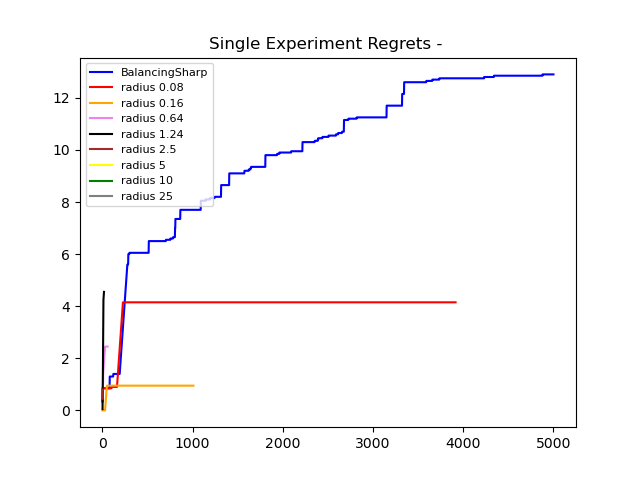 Single Experiment Regrets -
BalancingSharp
radius 0.08
radius 0.16
radius 0.64
radius 1.24
radius 2.5
radius 5
radius 10
radius 25
12
10
8
6
4
2
0
0 1000 2000 3000 4000 5000